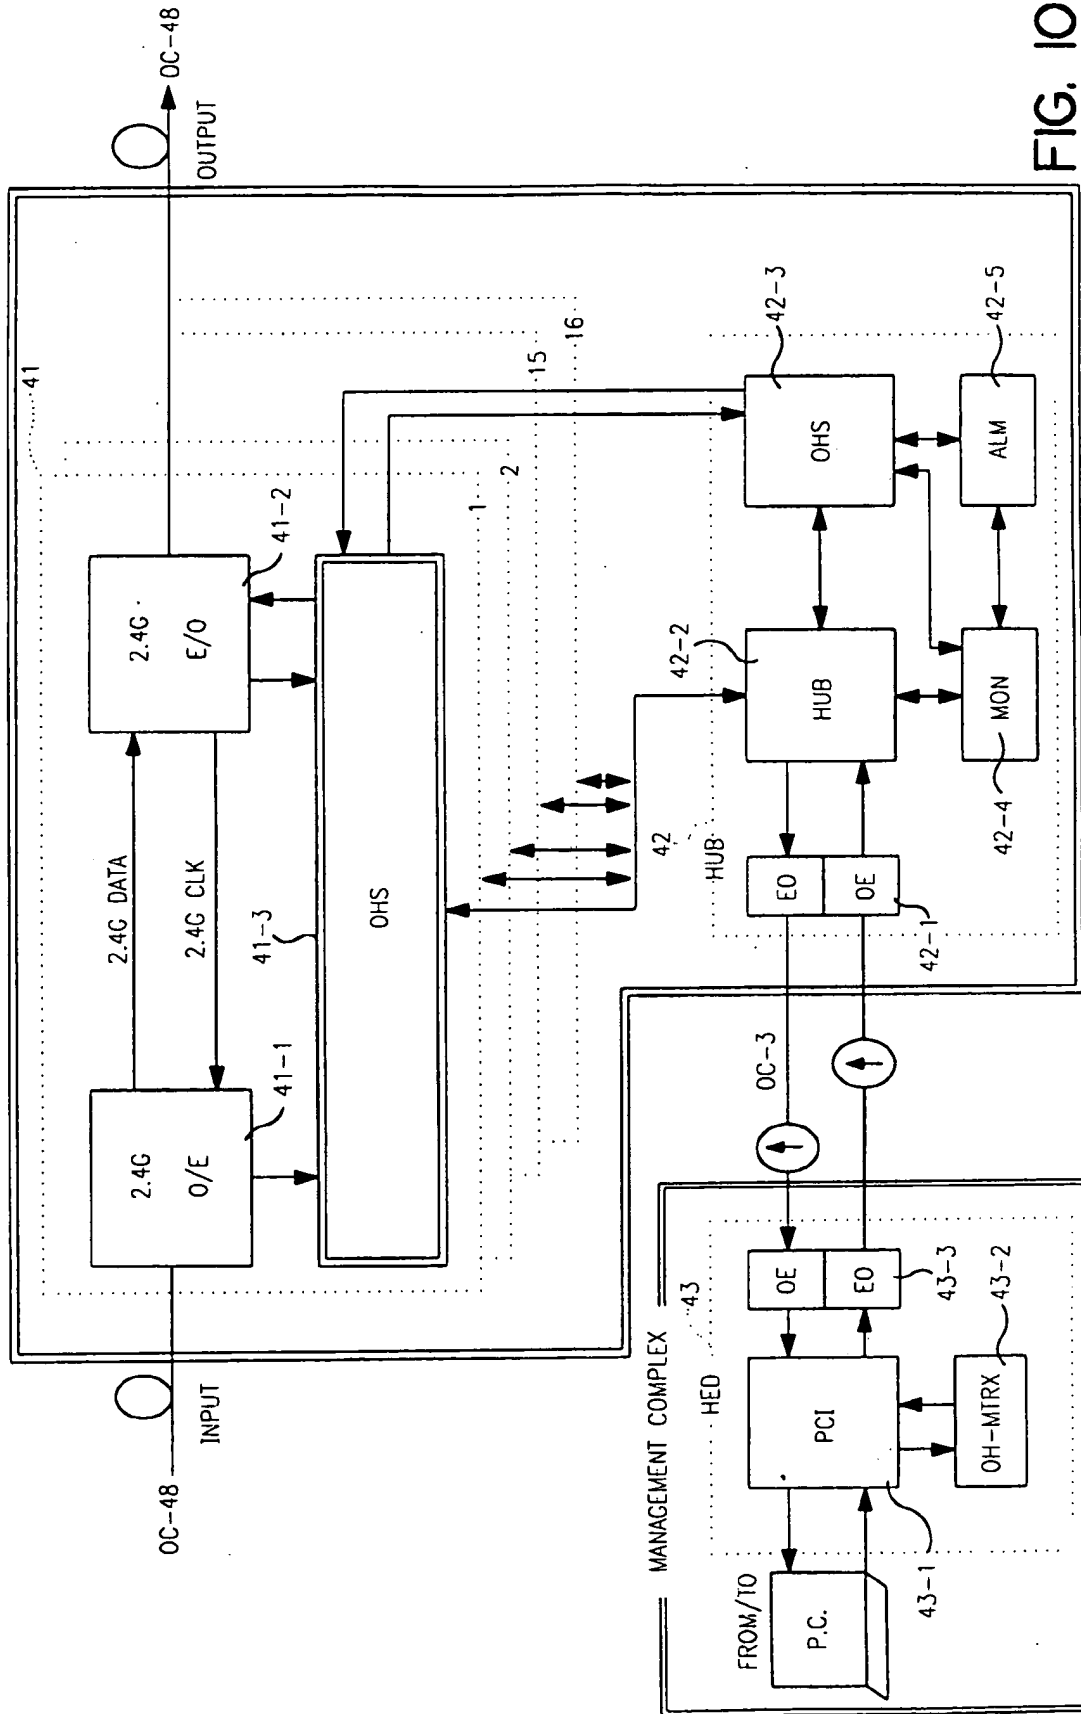 OC-48
INPUT
41
2.4G
O/E
41-1
2.4G DATA
2.4G CLK
2.4G
E/O
41-2
OUTPUT
OC-48
41-3
OHS
1
2
15
16
42
HUB
EO
OE
42-1
42-2
HUB
42-3
OHS
MON
42-4
ALM
42-5
OC-3
MANAGEMENT COMPLEX
43
HED
FROM/TO
P.C.
PCI
43-1
OE
EO
43-3
OH-MTRX
43-2
FIG. 10